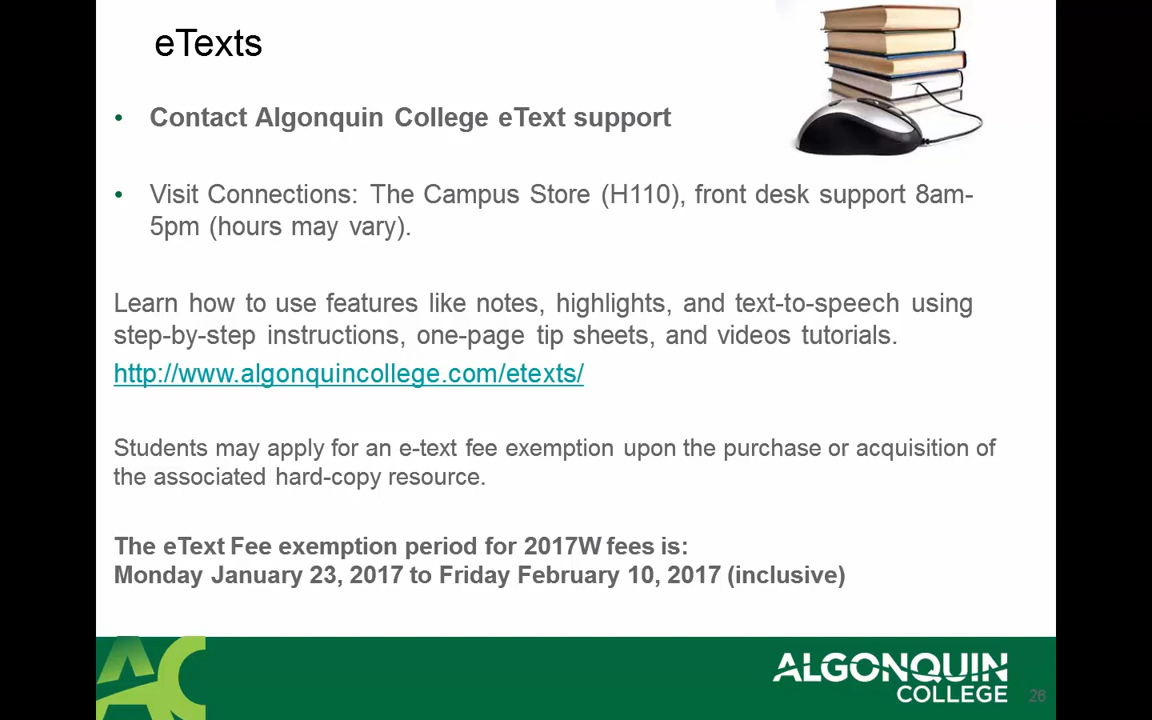 eTexts
• Contact Algonquin College eText support
• Visit Connections: The Campus Store (H110), front desk support 8am-
5pm (hours may vary).
Learn how to use features like notes, highlights, and text-to-speech using
step-by-step instructions, one-page tip sheets, and videos tutorials.
http://www.algonquincollege.com/etexts/
Students may apply for an e-text fee exemption upon the purchase or acquisition of
the associated hard-copy resource.
The eText Fee exemption period for 2017W fees is:
Monday January 23, 2017 to Friday February 10, 2017 (inclusive)
AC
ALGONQUIN
COLLEGE
26